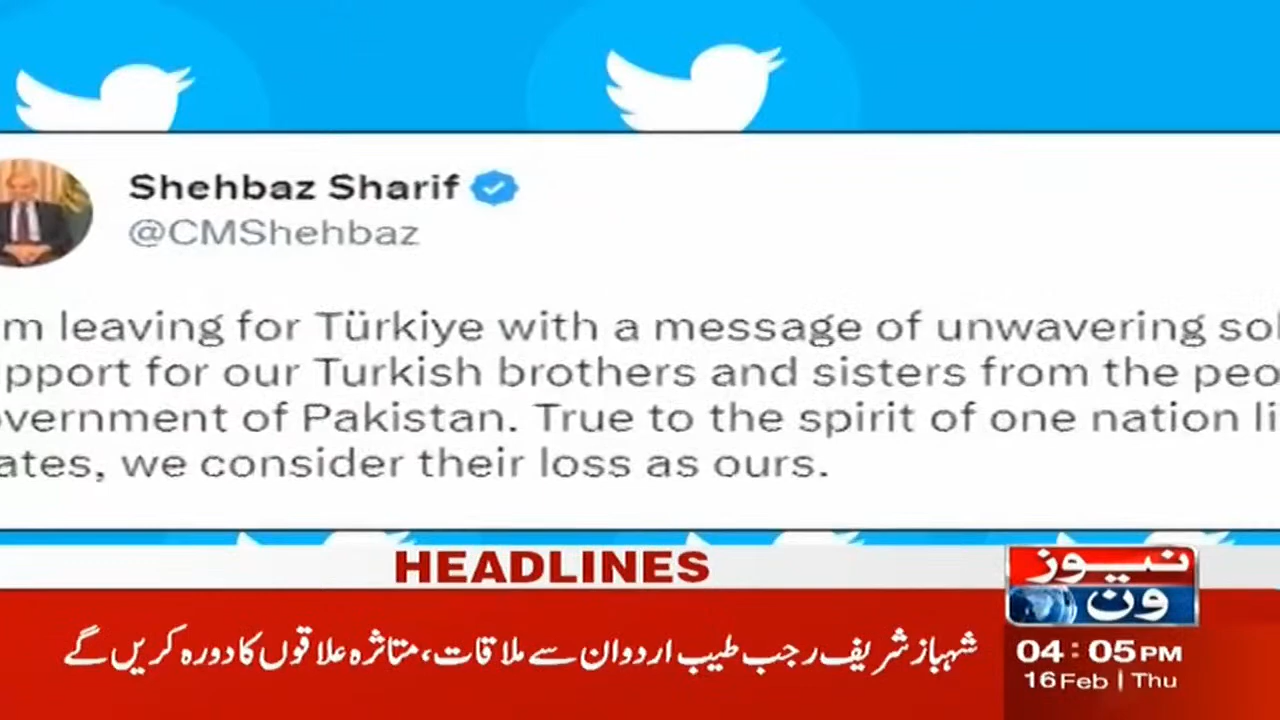 Shehbaz Sharif
@CMShehbaz
m leaving for Türkiye with a message of unwavering sol
pport for our Turkish brothers and sisters from the peo
vernment of Pakistan. True to the spirit of one nation li
ates, we consider their loss as ours.
HEADLINES
نیوز
ون
شہباز شریف رجب طیب اردوان سے ملاقات، متاثرہ علاقوں کا دورہ کریں گے
04:05PM
16Feb | Thu